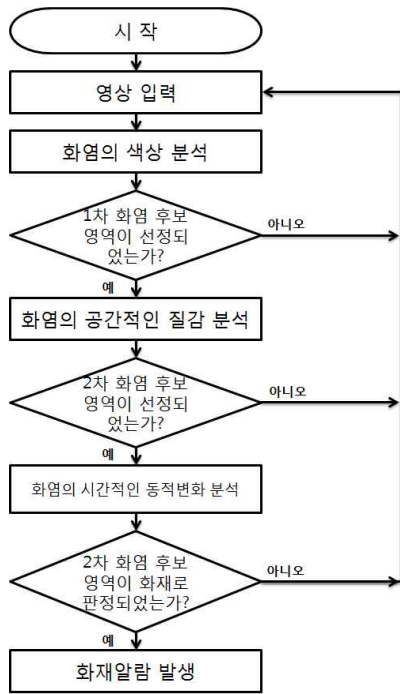 시 작
영상 입력
화염의 색상 분석
1차 화염 후보
영역이 선정되
었는가?
아니오
예
화염의 공간적인 질감 분석
2차 화염 후보
영역이 선정되
었는가?
아니오
예
화염의 시간적인 동적변화 분석
2차 화염 후보
영역이 화재로
판정되었는가?
아니오
예
화재알람 발생